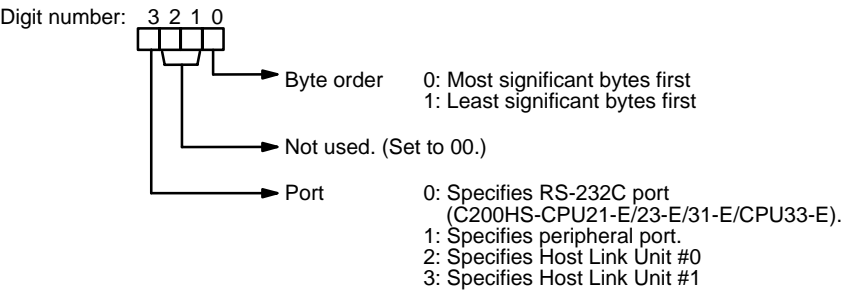 Digit number: 3 2 1 0
Byte order 0: Most significant bytes first
1: Least significant bytes first
Not used. (Set to 00.)
Port 0: Specifies RS-232C port
(C200HS-CPU21-E/23-E/31-E/CPU33-E).
1: Specifies peripheral port.
2: Specifies Host Link Unit #0
3: Specifies Host Link Unit #1